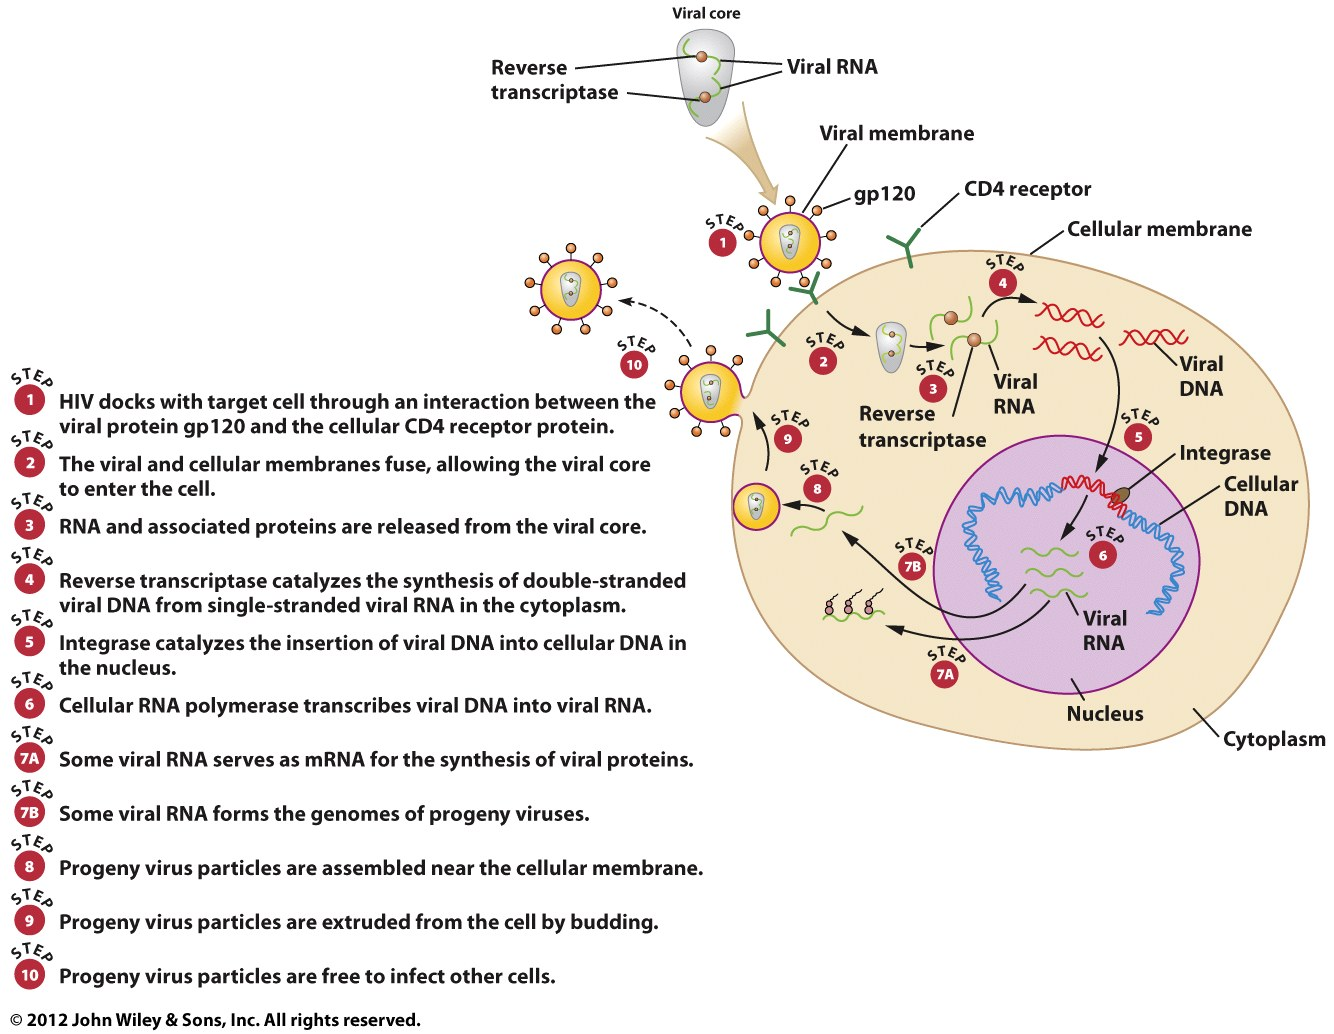 Viral core
Reverse
transcriptase
Viral RNA
Viral membrane
gp120
CD4 receptor
Cellular membrane
STEP
1
STEP
4
STEP
10
STEP
2
STEP
3
Viral
RNA
Viral
DNA
Reverse
transcriptase
STEP
5
STEP
9
STEP
8
Integrase
Cellular
DNA
STEP
6
STEP
7B
Viral
RNA
STEP
7A
Nucleus
Cytoplasm
STEP
1
HIV docks with target cell through an interaction between the
viral protein gp120 and the cellular CD4 receptor protein.
STEP
2
The viral and cellular membranes fuse, allowing the viral core
to enter the cell.
STEP
3
RNA and associated proteins are released from the viral core.
STEP
4
Reverse transcriptase catalyzes the synthesis of double-stranded
viral DNA from single-stranded viral RNA in the cytoplasm.
STEP
5
Integrase catalyzes the insertion of viral DNA into cellular DNA in
the nucleus.
STEP
6
Cellular RNA polymerase transcribes viral DNA into viral RNA.
STEP
7A
Some viral RNA serves as mRNA for the synthesis of viral proteins.
STEP
7B
Some viral RNA forms the genomes of progeny viruses.
STEP
8
Progeny virus particles are assembled near the cellular membrane.
STEP
9
Progeny virus particles are extruded from the cell by budding.
STEP
10
Progeny virus particles are free to infect other cells.
© 2012 John Wiley & Sons, Inc. All rights reserved.